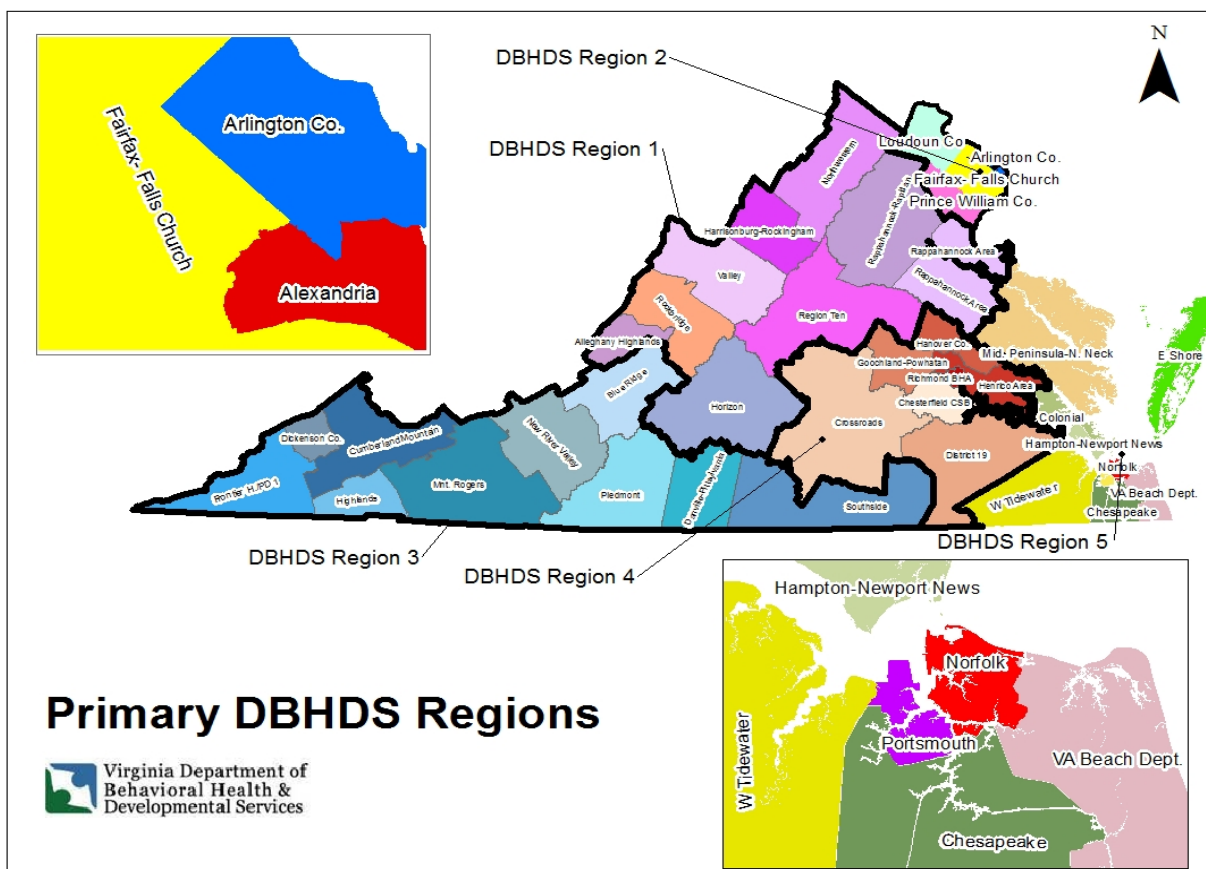 N
DBHDS Region 2
DBHDS Region 1
Fairfax- Falls Church
Arlington Co.
Alexandria
Loudoun Co.
Arlington Co.
Fairfax- Falls Church
Prince William Co.
Northwestern
Rappahannock-Rapidan
Harrisonburg-Rockingham
Rappahannock Area
Valley
Rappahannock Area
Rockbridge
Region Ten
Alleghany Highlands
Hanover Co.
Mid. Peninsula-N. Neck
E Shore
Goochland-Powhatan
Richmond BHA
Henrico Area
Blue Ridge
Horizon
Chesterfield CSB
Colonial
Crossroads
Dickenson Co.
Cumberland Mountain
New River Valley
Hampton-Newport News
District 19
Norfolk
Frontier H./PD 1
Highlands
Mnt. Rogers
Piedmont
Danville-Pittsylvania
Southside
W Tidewater
VA Beach Dept.
Chesapeake
DBHDS Region 3
DBHDS Region 4
DBHDS Region 5
Hampton-Newport News
Norfolk
Portsmouth
W Tidewater
VA Beach Dept.
Chesapeake
Primary DBHDS Regions
Virginia Department of
Behavioral Health &
Developmental Services